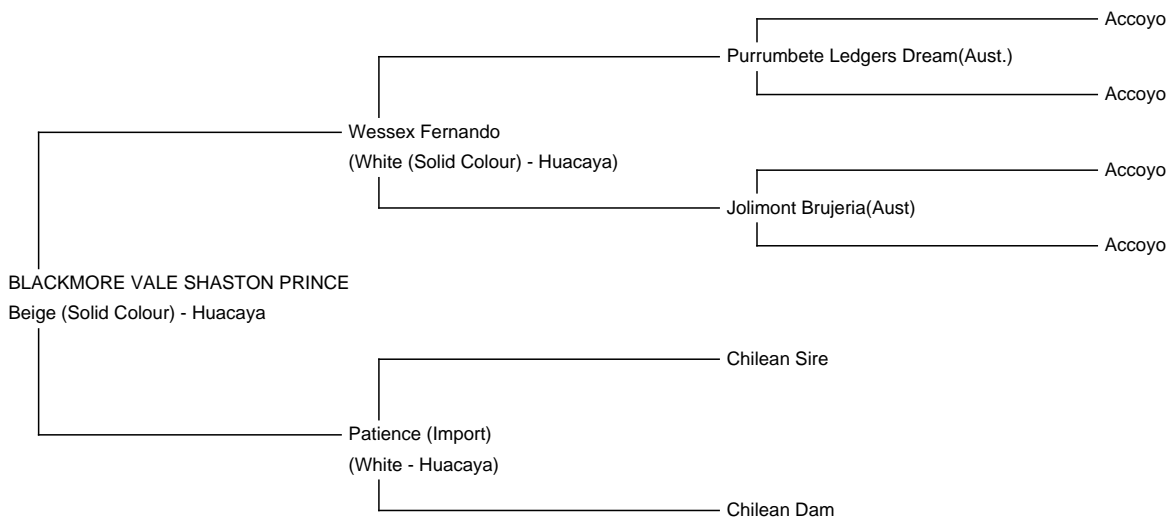 Accoyo
Purrumbete Ledgers Dream(Aust.)
Accoyo
Wessex Fernando
(White (Solid Colour) - Huacaya)
Accoyo
Jolimont Brujeria(Aust)
Accoyo
BLACKMORE VALE SHASTON PRINCE
Beige (Solid Colour) - Huacaya
Chilean Sire
Patience (Import)
(White - Huacaya)
Chilean Dam